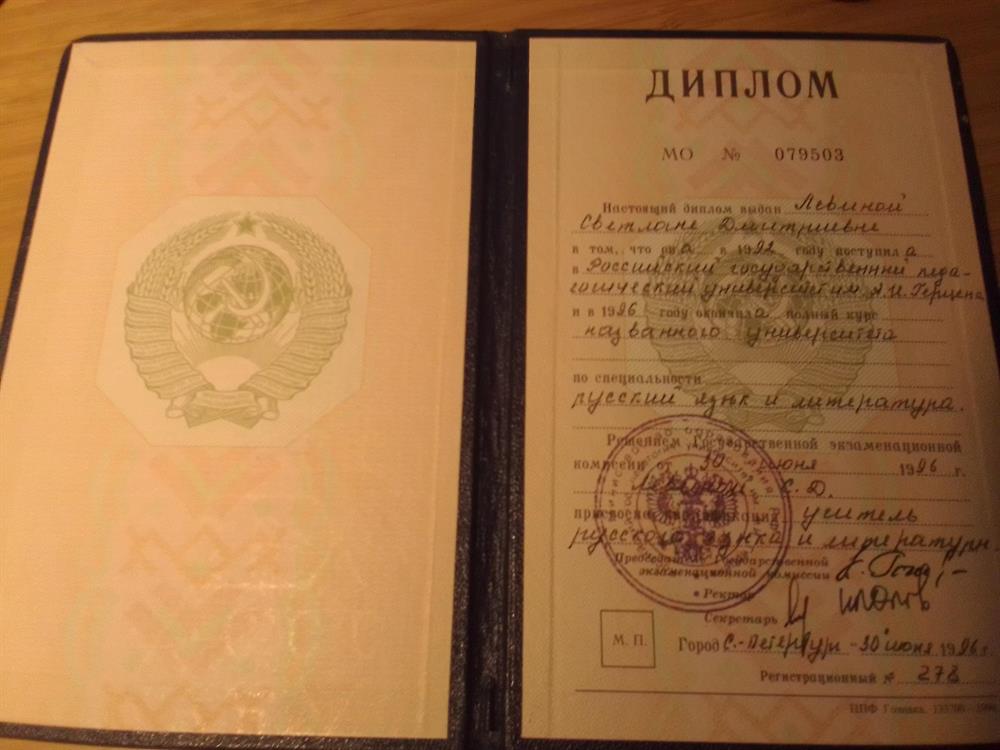 ДИПЛОМ
МО № 079503
Настоящий диплом выдан Левиной
Светлане Дмитриевне
в том, что она в 1992 году поступила
в Российский государственный педа-
гогический университет им А.И. Герцена
и в 1996 году окончила полный курс
названного университета
по специальности
русский язык и литература.
Решением Государственной экзаменационной
комиссии от 30 июня 1996 г.
С.Д.
присвоена квалификация учитель
русского языка и литературы.
Председатель Государственной
экзаменационной комиссии
Ректор
Секретарь
М. П.
Город С.-Петербург - 30 июня 1996 г.
Регистрационный № 278